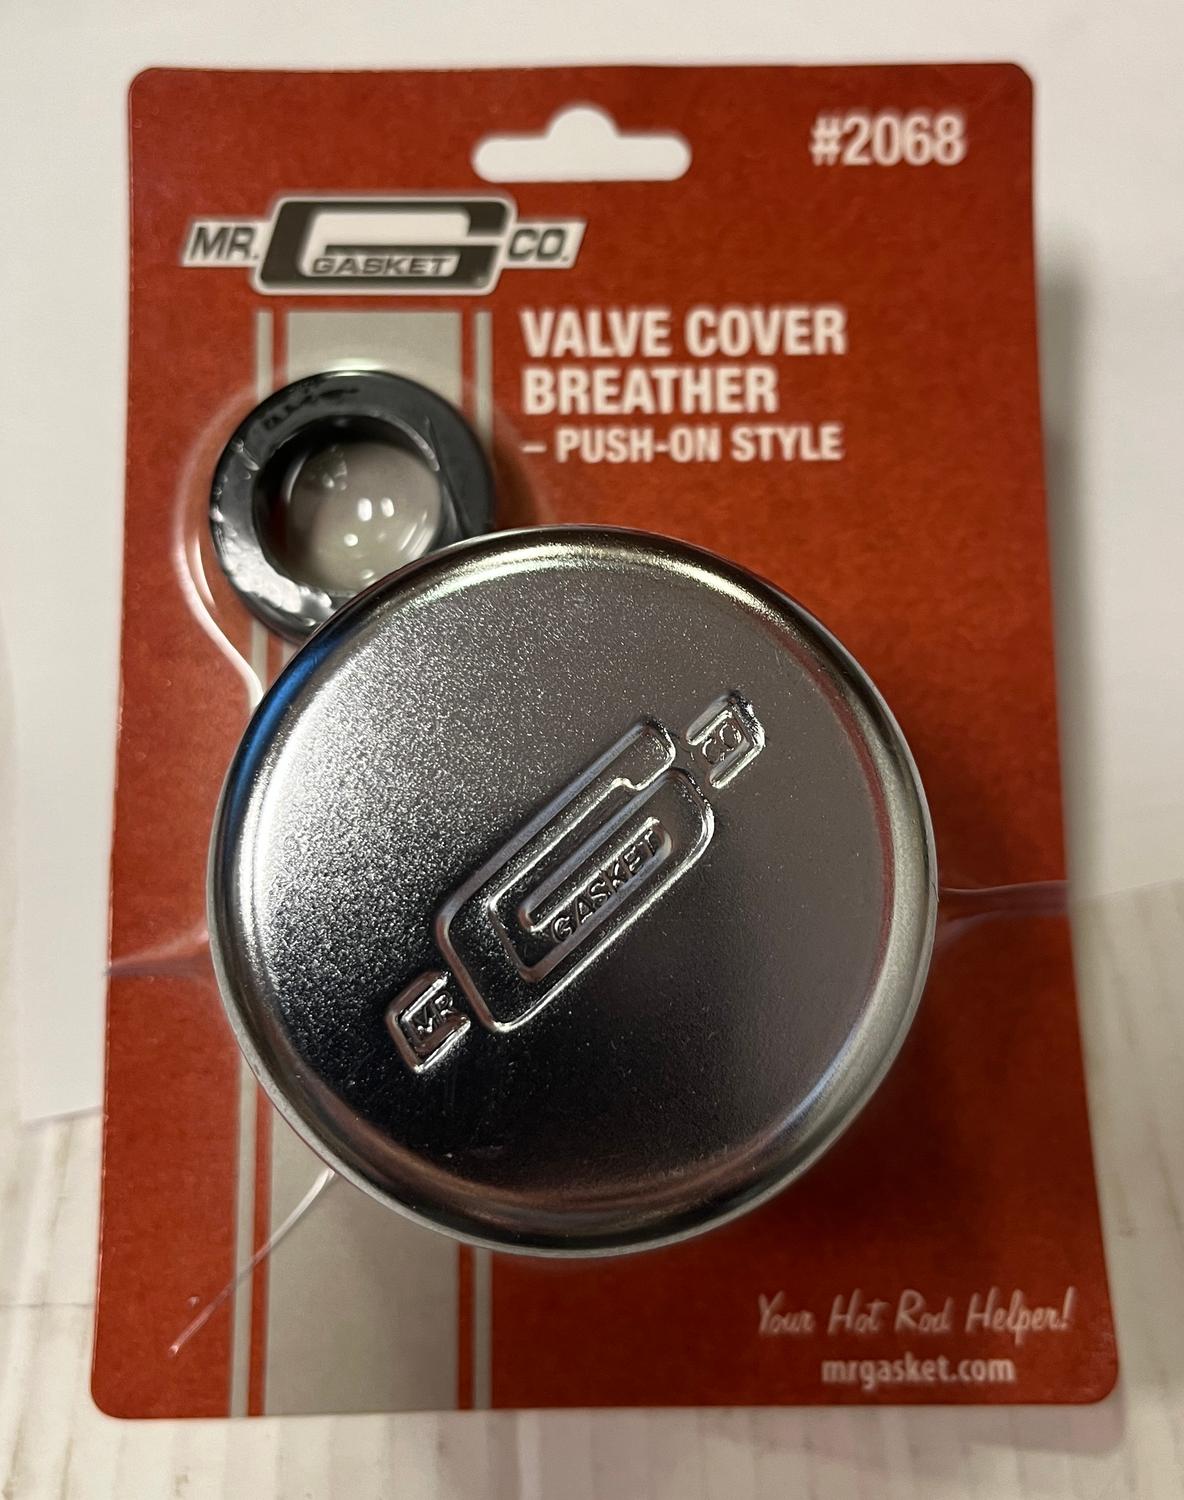 #2068
MR. GASKET CO.
VALVE COVER
BREATHER
– PUSH-ON STYLE
MR GASKET CO
Your Hot Rod Helper!
mrgasket.com